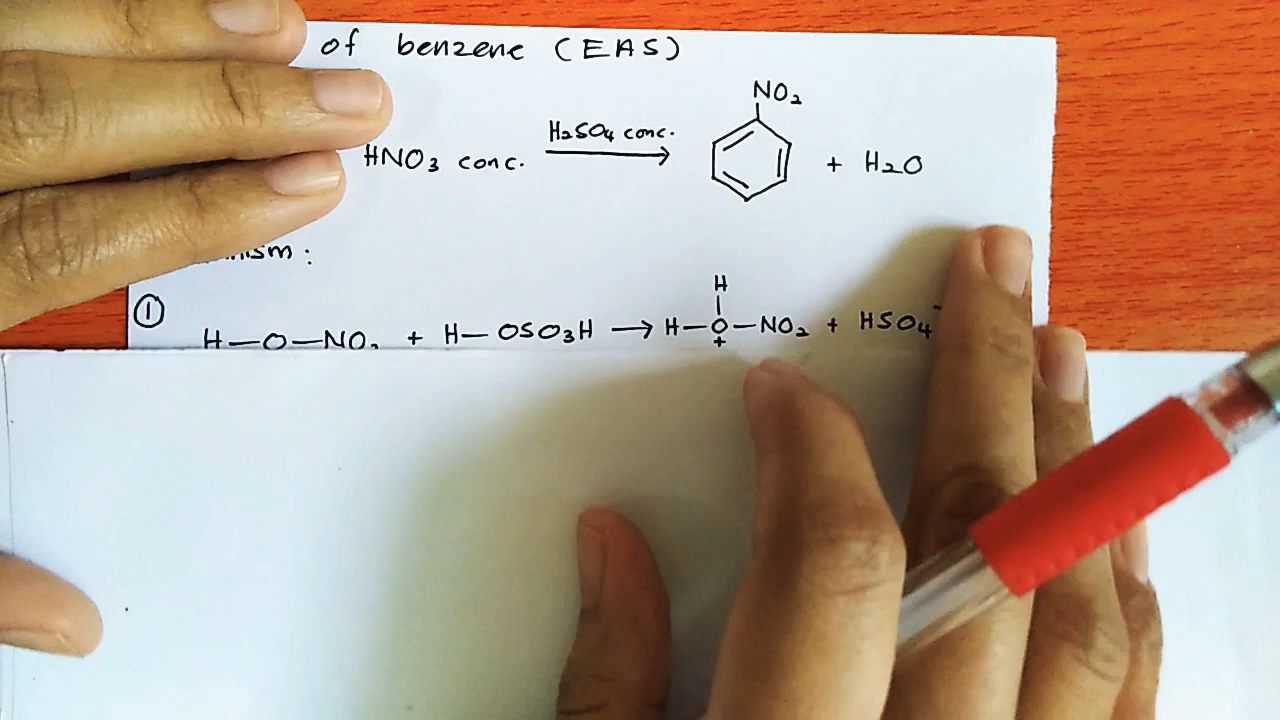 of benzene (EAS)
HNO₃ conc. H₂SO₄ conc. → NO₂ + H₂O
:
① H—O—NO₂ + H—OSO₃H → H—O—NO₂ + HSO₄⁻
H
+